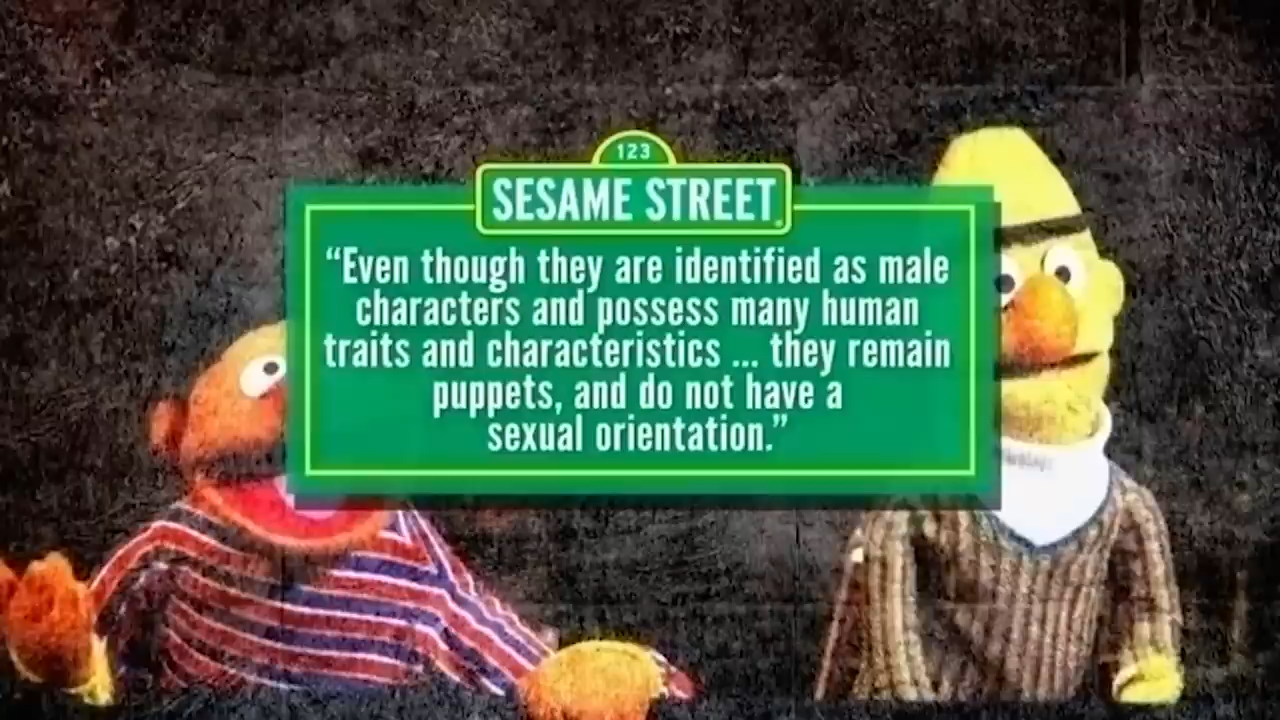 123
SESAME STREET
“Even though they are identified as male
characters and possess many human
traits and characteristics ... they remain
puppets, and do not have a
sexual orientation.”